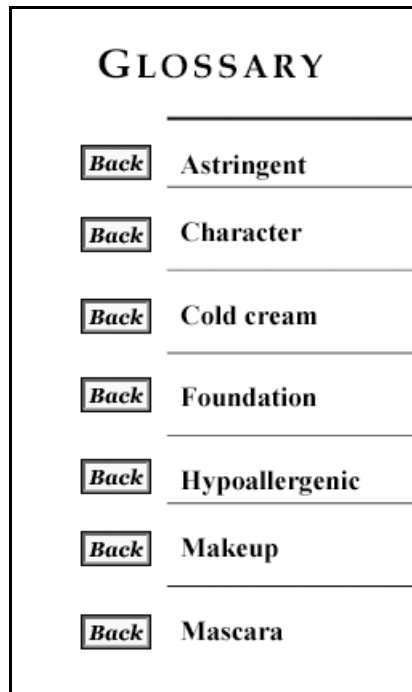 GLOSSARY
Back Astringent
Back Character
Back Cold cream
Back Foundation
Back Hypoallergenic
Back Makeup
Back Mascara